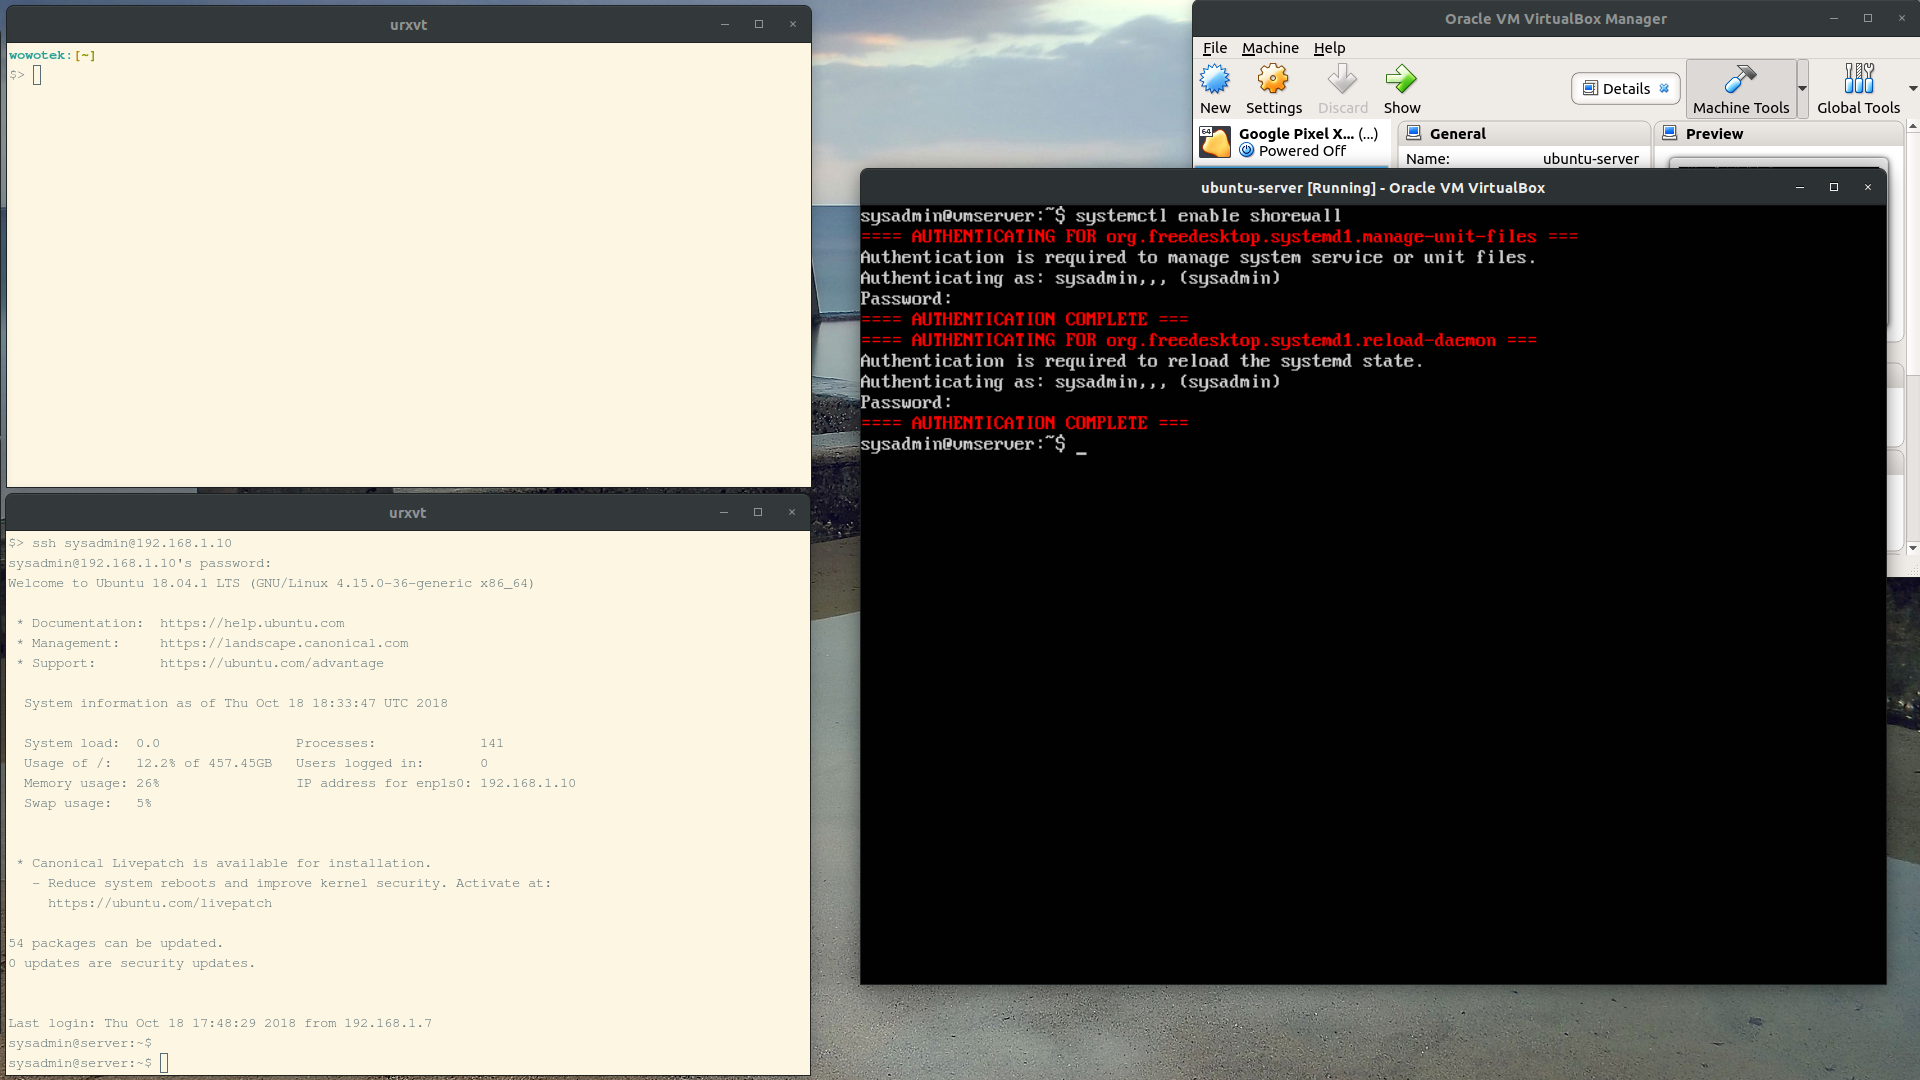 urxvt
wowotek:[~]
$>
urxvt
$> ssh sysadmin@192.168.1.10
sysadmin@192.168.1.10's password:
Welcome to Ubuntu 18.04.1 LTS (GNU/Linux 4.15.0-36-generic x86_64)
* Documentation:  https://help.ubuntu.com
* Management:     https://landscape.canonical.com
* Support:        https://ubuntu.com/advantage
System information as of Thu Oct 18 18:33:47 UTC 2018
System load:  0.0                 Processes:             141
Usage of /:   12.2% of 457.45GB   Users logged in:       0
Memory usage: 26%                 IP address for enp1s0: 192.168.1.10
Swap usage:   5%
* Canonical Livepatch is available for installation.
- Reduce system reboots and improve kernel security. Activate at:
https://ubuntu.com/livepatch
54 packages can be updated.
0 updates are security updates.
Last login: Thu Oct 18 17:48:29 2018 from 192.168.1.7
sysadmin@server:~$
sysadmin@server:~$
Oracle VM VirtualBox Manager
File Machine Help
New Settings Discard Show Details Machine Tools Global Tools
64
Google Pixel X... (...)
Powered Off
General
Name: ubuntu-server
Preview
ubuntu-server [Running] - Oracle VM VirtualBox
sysadmin@vmserver:~$ systemctl enable shorewall
==== AUTHENTICATING FOR org.freedesktop.systemd1.manage-unit-files ===
Authentication is required to manage system service or unit files.
Authenticating as: sysadmin,,, (sysadmin)
Password:
==== AUTHENTICATION COMPLETE ===
==== AUTHENTICATING FOR org.freedesktop.systemd1.reload-daemon ===
Authentication is required to reload the systemd state.
Authenticating as: sysadmin,,, (sysadmin)
Password:
==== AUTHENTICATION COMPLETE ===
sysadmin@vmserver:~$ _